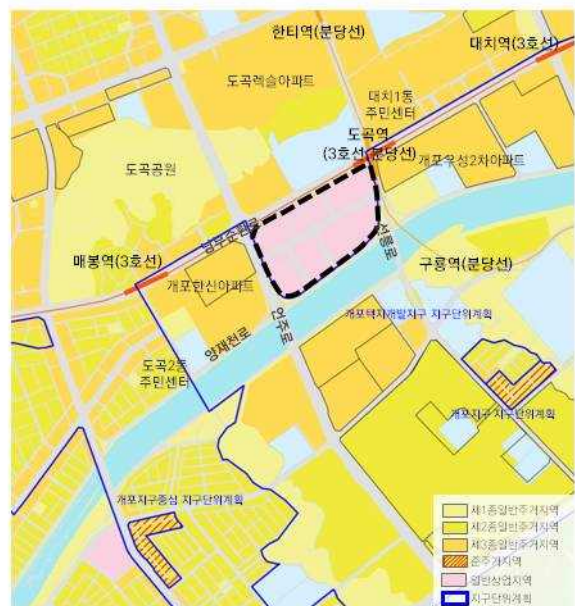 한티역(분당선)
대치역(3호선)
도곡렉슬아파트
대치1동
주민센터
도곡역
(3호선,분당선)
개포우성2차아파트
도곡공원
남부순환로
선릉로
매봉역(3호선)
구룡역(분당선)
개포한신아파트
언주로
개포택지개발지구 지구단위계획
양재천로
도곡2동
주민센터
개포지구 지구단위계획
개포지구중심 지구단위계획
제1종일반주거지역
제2종일반주거지역
제3종일반주거지역
준주거지역
일반상업지역
지구단위계획